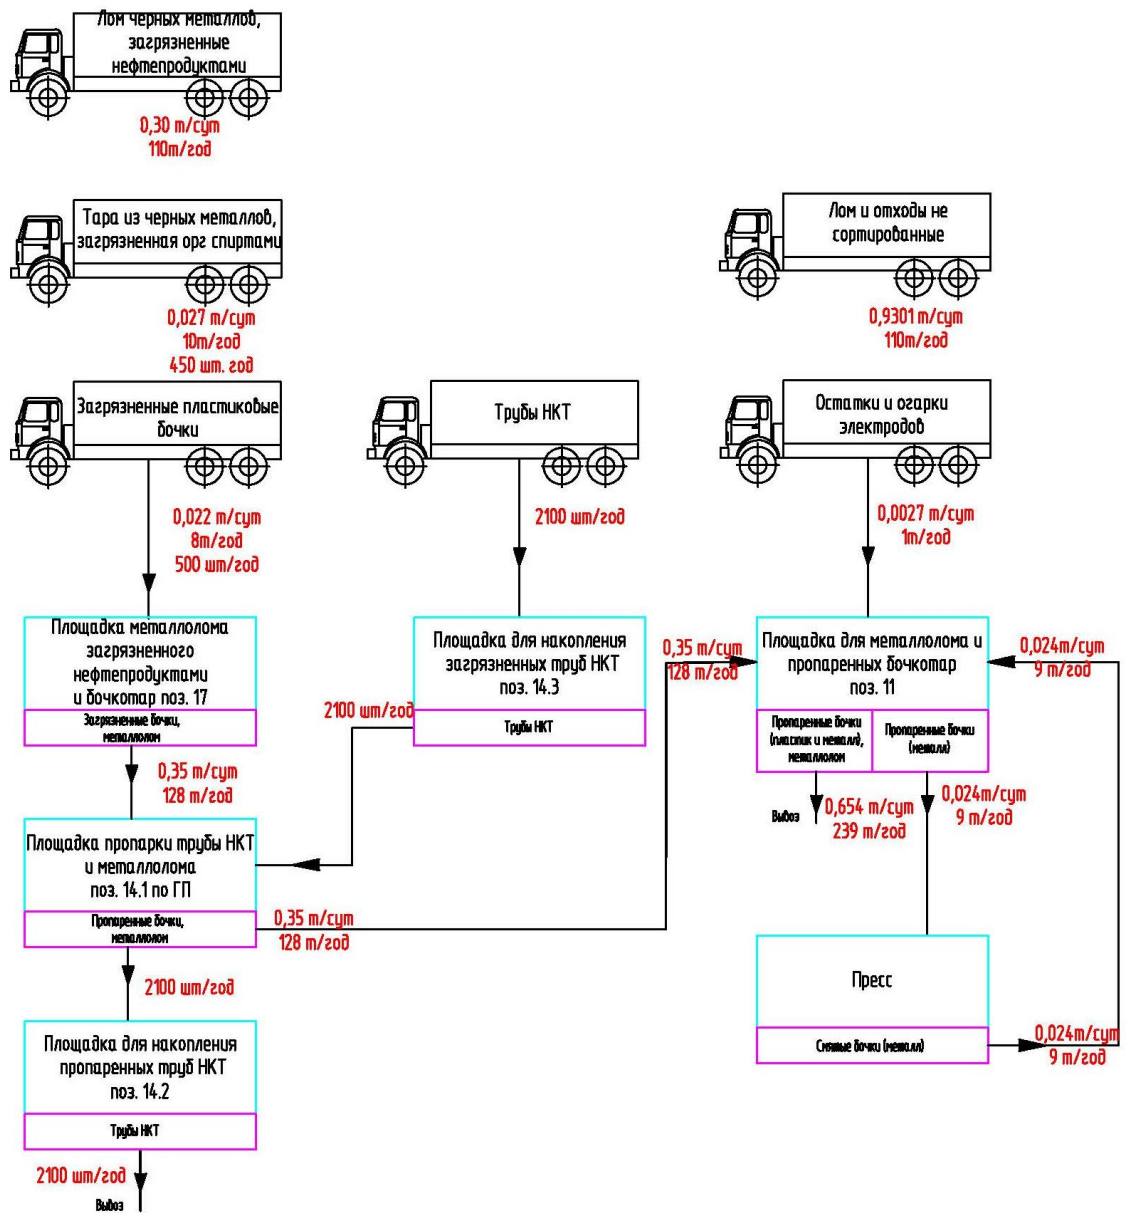 Лом черных металлов,
загрязненные
нефтепродуктами
0,30 т/сут
110т/год
Тара из черных металлов,
загрязненная орг спиртами
0,027 т/сут
10т/год
450 шт. год
Лом и отходы не
сортированные
0,9301 т/сут
110т/год
Загрязненные пластиковые
бочки
Трубы НКТ
Остатки и огарки
электродов
0,022 т/сут
8т/год
500 шт/год
2100 шт/год
0,0027 т/сут
1т/год
Площадка металлолома
загрязненного
нефтепродуктами
и бочкотар поз. 17
Загрязненные бочки,
металлолом
Площадка для накопления
загрязненных труб НКТ
поз. 14.3
Трубы НКТ
2100 шт/год
0,35 т/сут
128 т/год
Площадка для металлолома и
пропаренных бочкотар
поз. 11
Пропаренные бочки
(пластик и металл),
металлолом
Пропаренные бочки
(металл)
0,024т/сут
9 т/год
0,35 т/сут
128 т/год
Вывоз
0,654 т/сут
239 т/год
0,024т/сут
9 т/год
Площадка пропарки трубы НКТ
и металлолома
поз. 14.1 по ГП
Пропаренные бочки,
металлолом
0,35 т/сут
128 т/год
2100 шт/год
Пресс
Смятые бочки (металл)
0,024т/сут
9 т/год
Площадка для накопления
пропаренных труб НКТ
поз. 14.2
Трубы НКТ
2100 шт/год
Вывоз